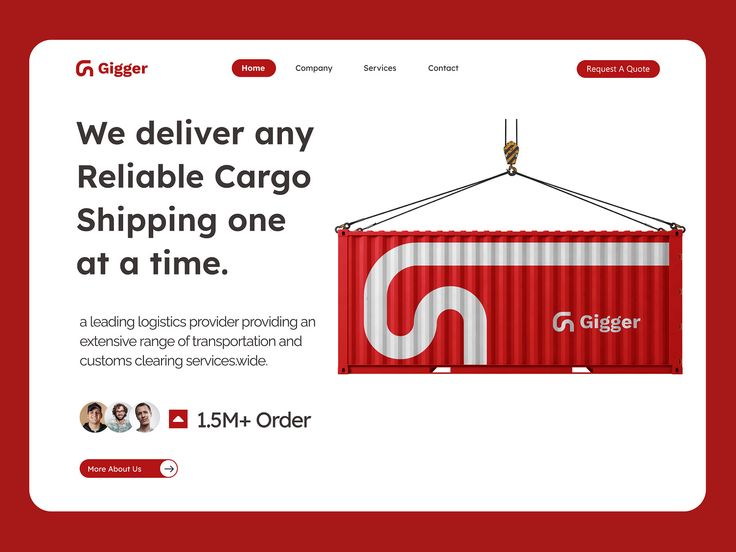 Gigger
Home
Company
Services
Contact
Request A Quote
We deliver any
Reliable Cargo
Shipping one
at a time.
a leading logistics provider providing an
extensive range of transportation and
customs clearing services.wide.
1.5M+ Order
More About Us
Gigger